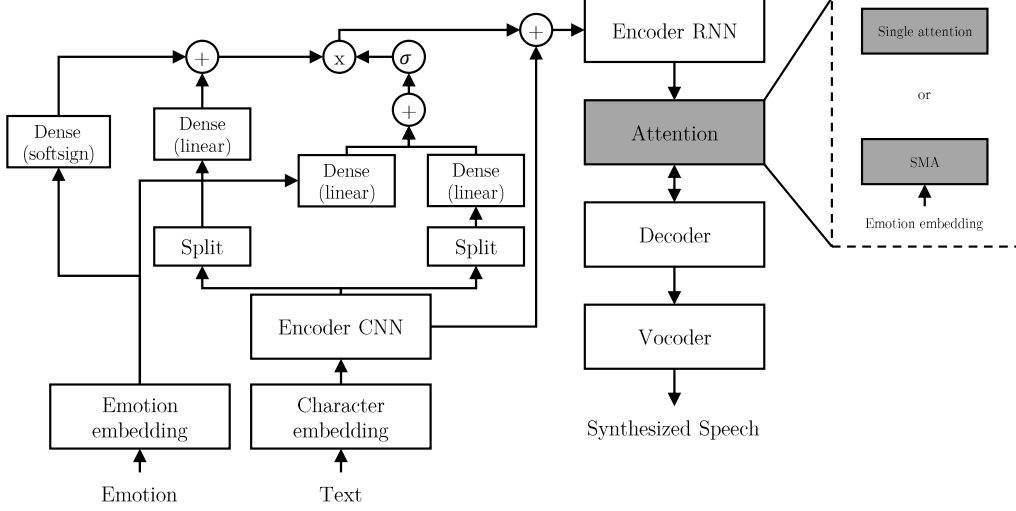 Encoder RNN
Single attention
+
+
x
σ
or
+
Dense
(softsign)
Dense
(linear)
Attention
SMA
Dense
(linear)
Dense
(linear)
Emotion embedding
Split
Split
Decoder
Encoder CNN
Vocoder
Emotion
embedding
Character
embedding
Synthesized Speech
Emotion
Text